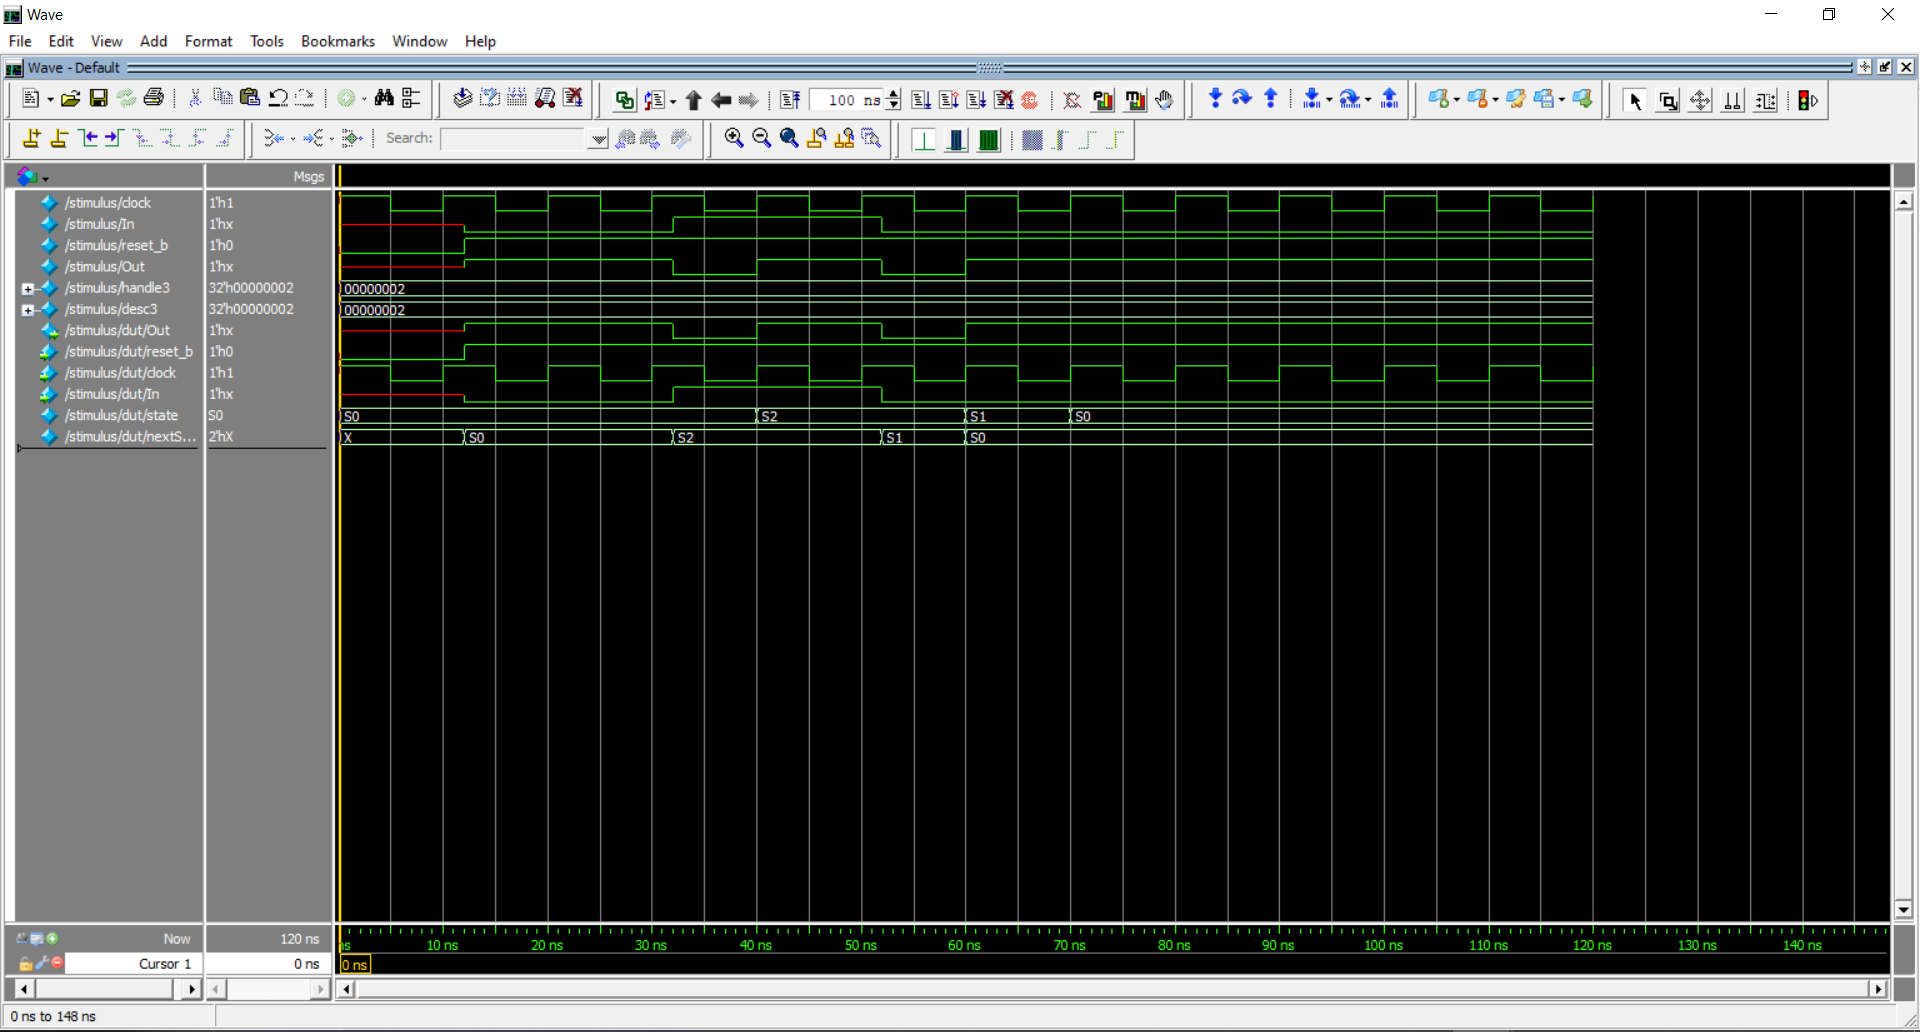 Wave
File Edit View Add Format Tools Bookmarks Window Help
Wave - Default
100 ns
Search:
Msgs
/stimulus/clock 1'h1
/stimulus/In 1'hx
/stimulus/reset_b 1'h0
/stimulus/Out 1'hx
/stimulus/handle3 32'h00000002 00000002
/stimulus/desc3 32'h00000002 00000002
/stimulus/dut/Out 1'hx
/stimulus/dut/reset_b 1'h0
/stimulus/dut/clock 1'h1
/stimulus/dut/In 1'hx
/stimulus/dut/state S0 S0 S2 S1 S0
/stimulus/dut/nextS... 2'hX X S0 S2 S1 S0
Now 120 ns ns 10 ns 20 ns 30 ns 40 ns 50 ns 60 ns 70 ns 80 ns 90 ns 100 ns 110 ns 120 ns 130 ns 140 ns
Cursor 1 0 ns 0 ns
0 ns to 148 ns